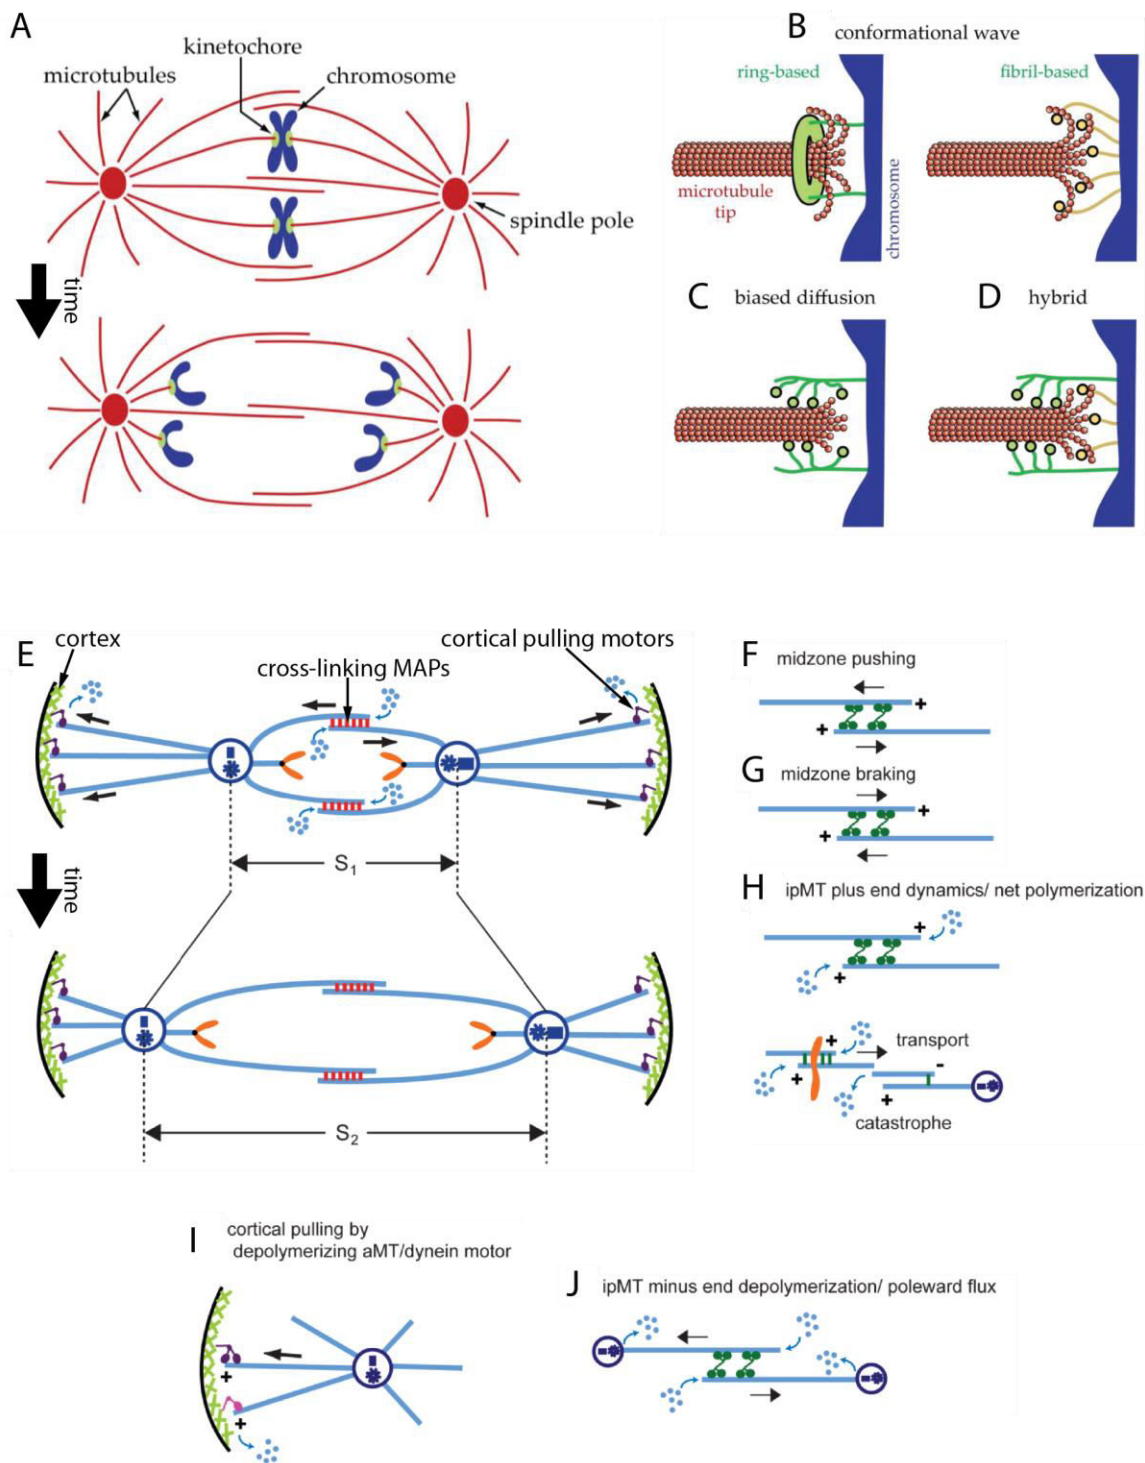 A
kinetochore
microtubules
chromosome
spindle pole
time
B
conformational wave
ring-based
fibril-based
microtubule
tip
chromosome
C
biased diffusion
D
hybrid
E
cortex
cortical pulling motors
cross-linking MAPs
S1
time
S2
F
midzone pushing
+
+
G
midzone braking
+
+
H
ipMT plus end dynamics/ net polymerization
+
+
+
transport
+
-
+
catastrophe
I
cortical pulling by
depolymerizing aMT/dynein motor
+
+
J
ipMT minus end depolymerization/ poleward flux